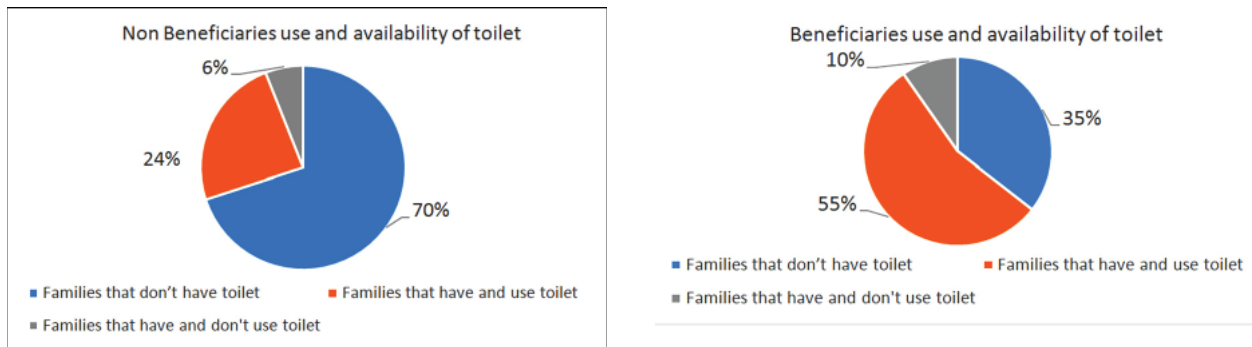 Non Beneficiaries use and availability of toilet
6%
24%
70%
Families that don’t have toilet
Families that have and use toilet
Families that have and don't use toilet
Beneficiaries use and availability of toilet
10%
35%
55%
Families that don’t have toilet
Families that have and use toilet
Families that have and don't use toilet